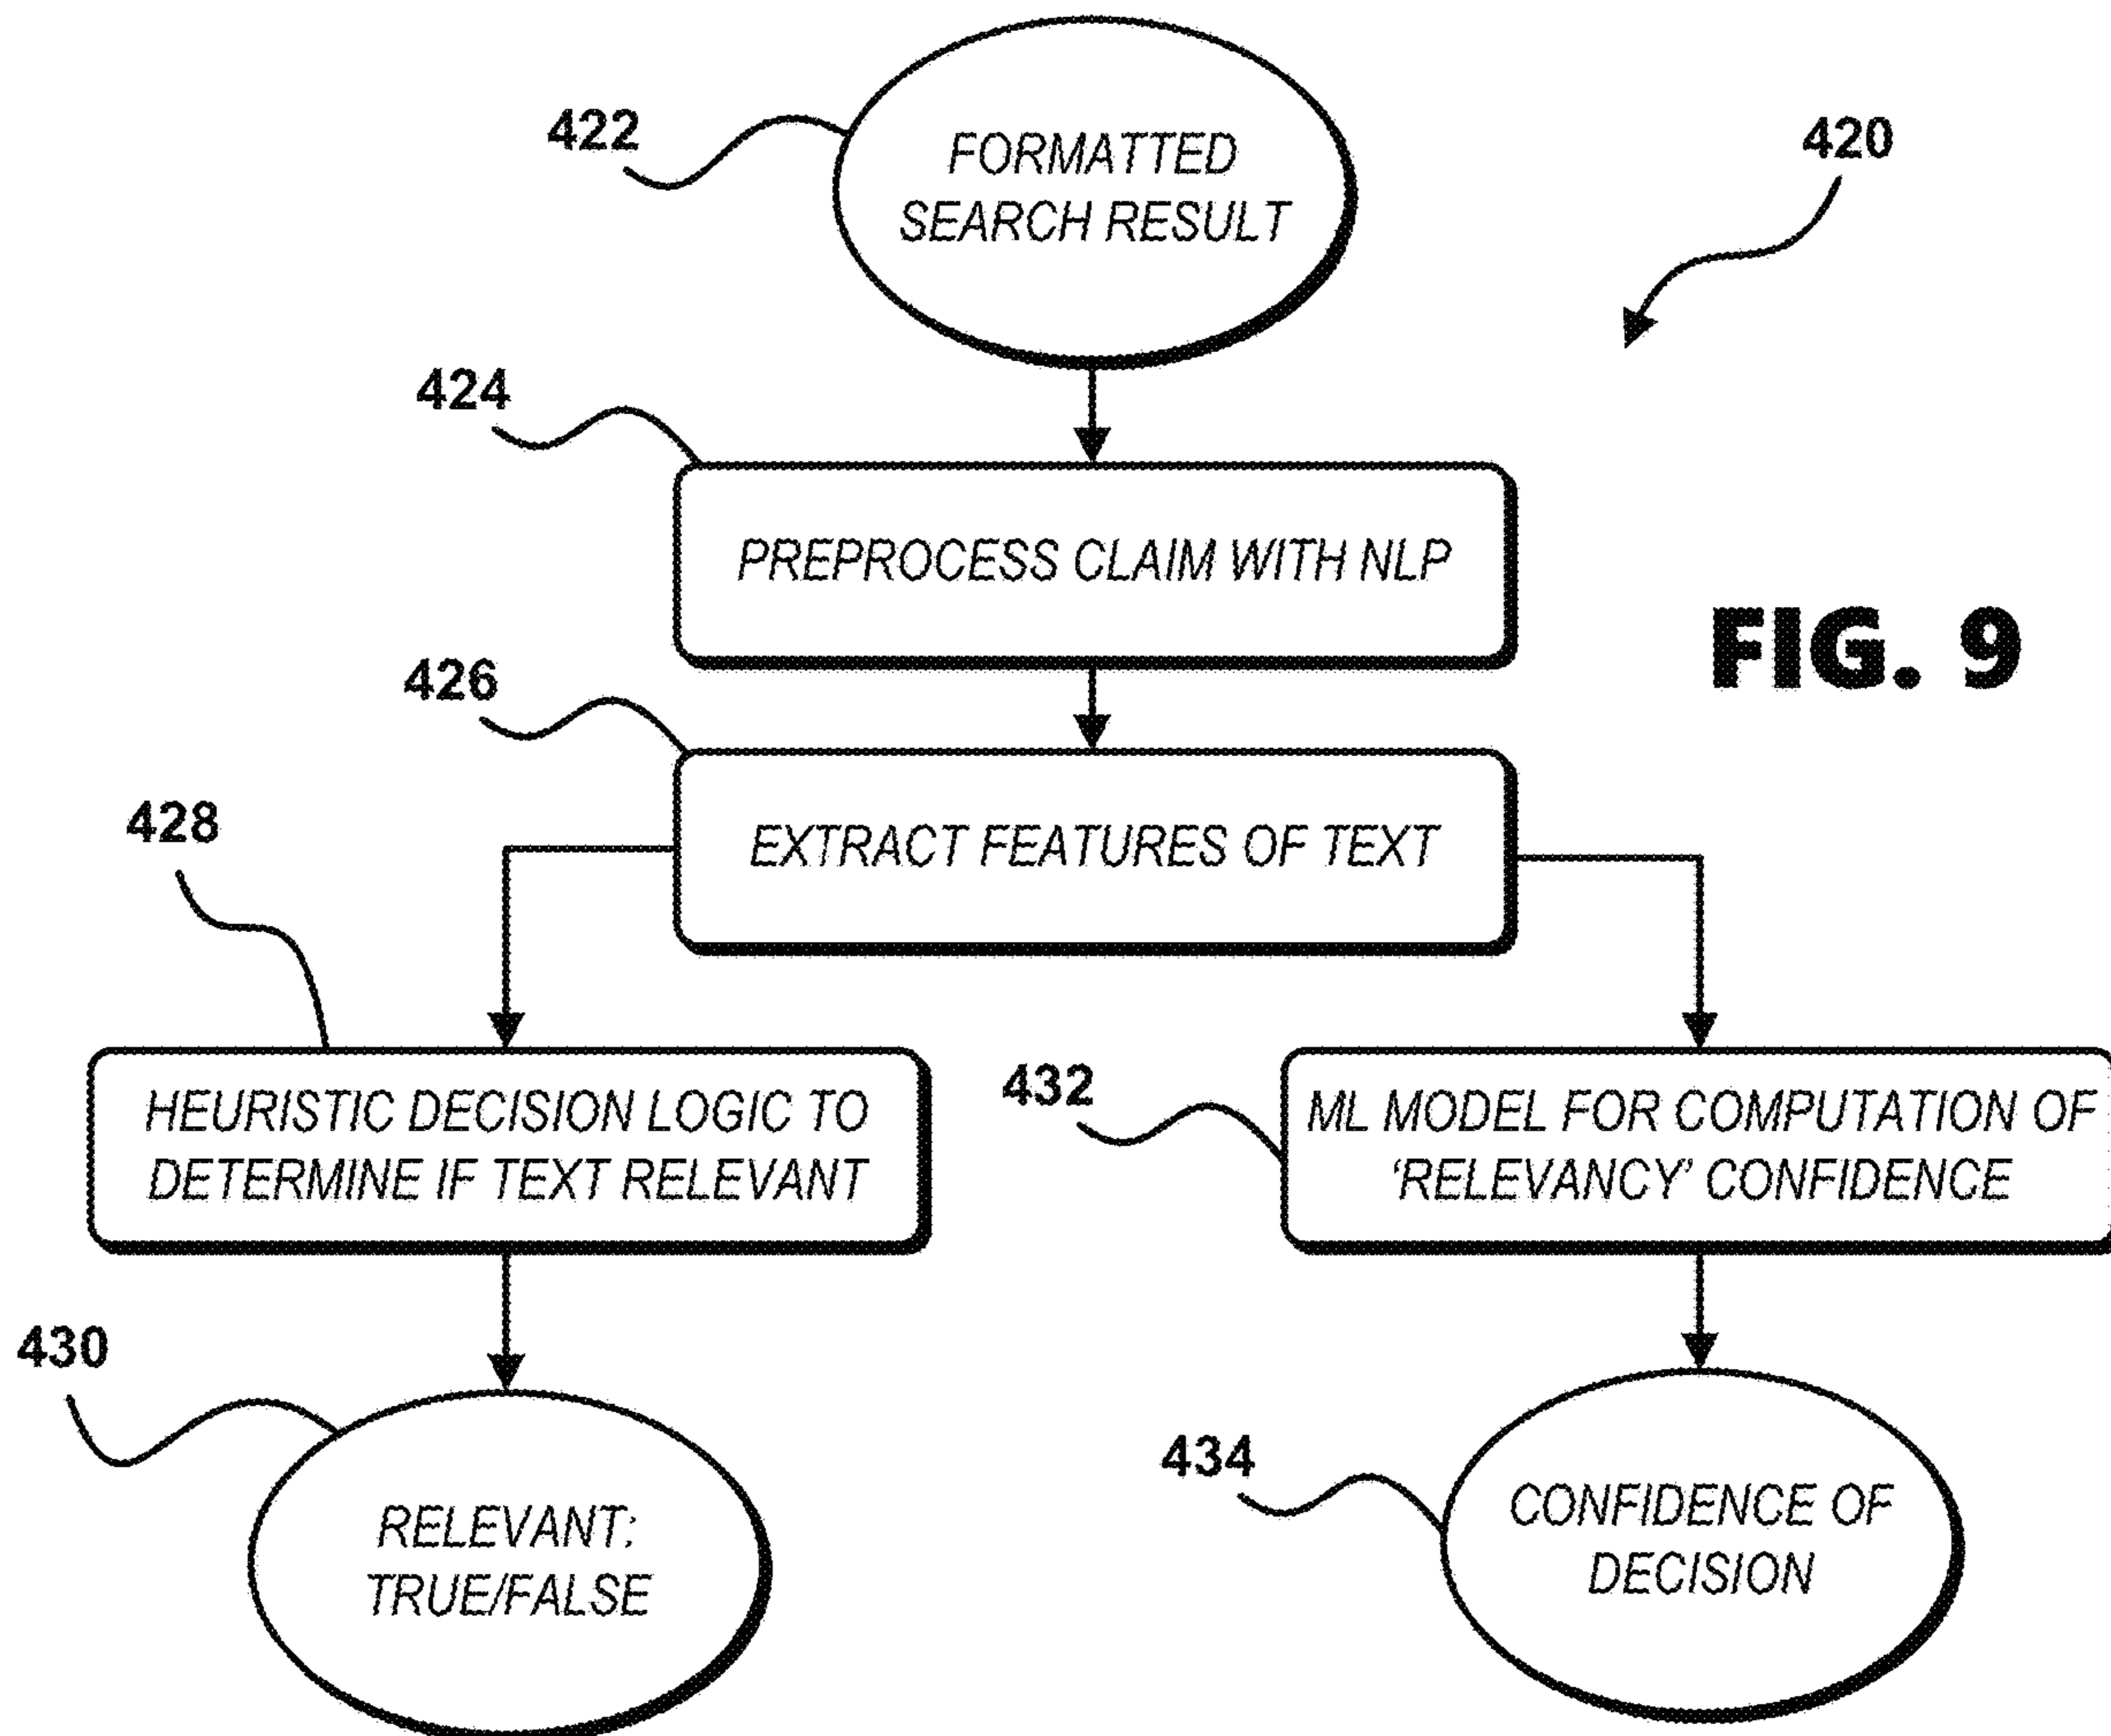 422
FORMATTED
SEARCH RESULT
420
424
PREPROCESS CLAIM WITH NLP
FIG. 9
426
EXTRACT FEATURES OF TEXT
428
HEURISTIC DECISION LOGIC TO
DETERMINE IF TEXT RELEVANT
432
ML MODEL FOR COMPUTATION OF
‘RELEVANCY’ CONFIDENCE
430
RELEVANT:
TRUE/FALSE
434
CONFIDENCE OF
DECISION